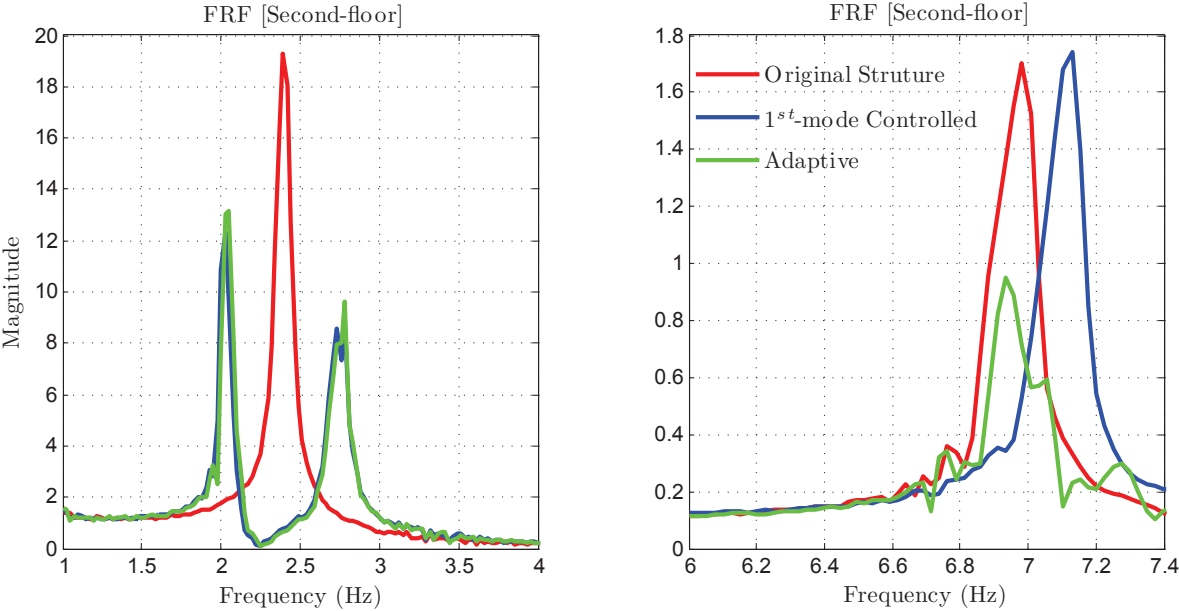 FRF [Second-floor]
20
18
16
14
12
10
8
6
4
2
0
Magnitude
1 1.5 2 2.5 3 3.5 4
Frequency (Hz)
FRF [Second-floor]
1.8
1.6
1.4
1.2
1
0.8
0.6
0.4
0.2
0
Original Struture
1st-mode Controlled
Adaptive
6 6.2 6.4 6.6 6.8 7 7.2 7.4
Frequency (Hz)